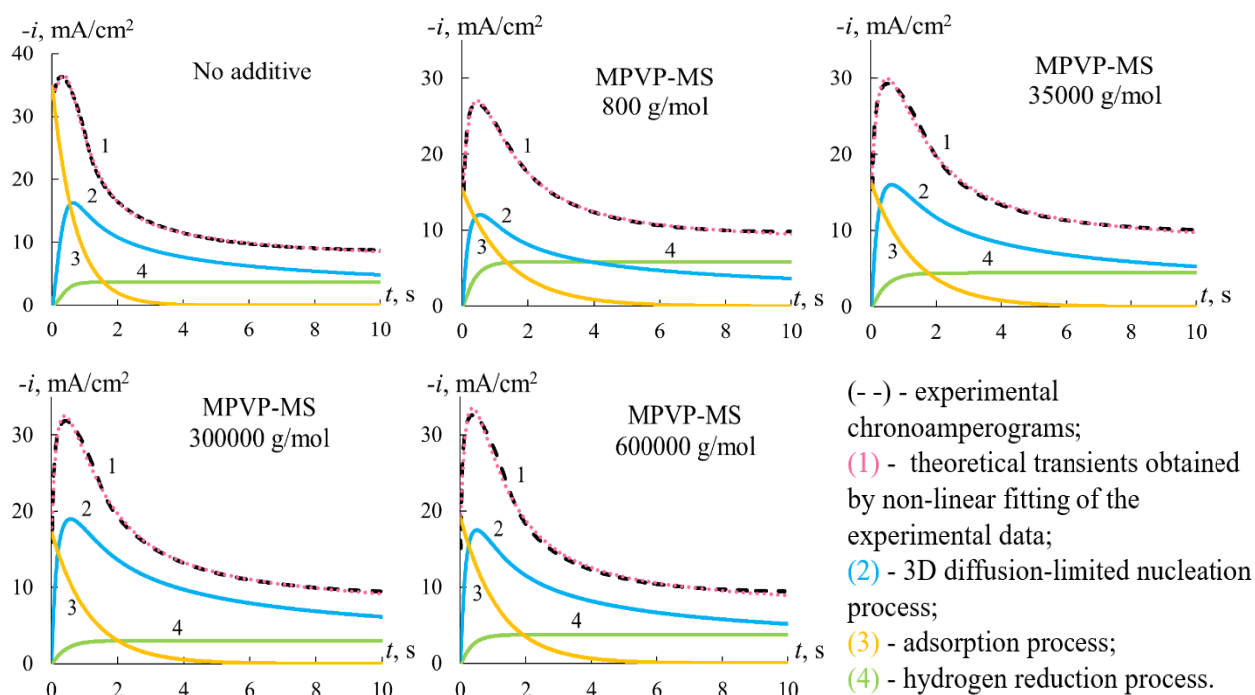 -i, mA/cm²
No additive
40
30
20
10
0
1
2
3
4
0 2 4 6 8 10
t, s
-i, mA/cm²
MPVP-MS
800 g/mol
30
20
10
0
1
2
3
4
0 2 4 6 8 10
t, s
-i, mA/cm²
MPVP-MS
35000 g/mol
30
20
10
0
1
2
3
4
0 2 4 6 8 10
t, s
-i, mA/cm²
MPVP-MS
300000 g/mol
30
20
10
0
1
2
3
4
0 2 4 6 8 10
t, s
-i, mA/cm²
MPVP-MS
600000 g/mol
30
20
10
0
1
2
3
4
0 2 4 6 8 10
t, s
(- -) - experimental
chronoamperograms;
(1) - theoretical transients obtained
by non-linear fitting of the
experimental data;
(2) - 3D diffusion-limited nucleation
process;
(3) - adsorption process;
(4) - hydrogen reduction process.